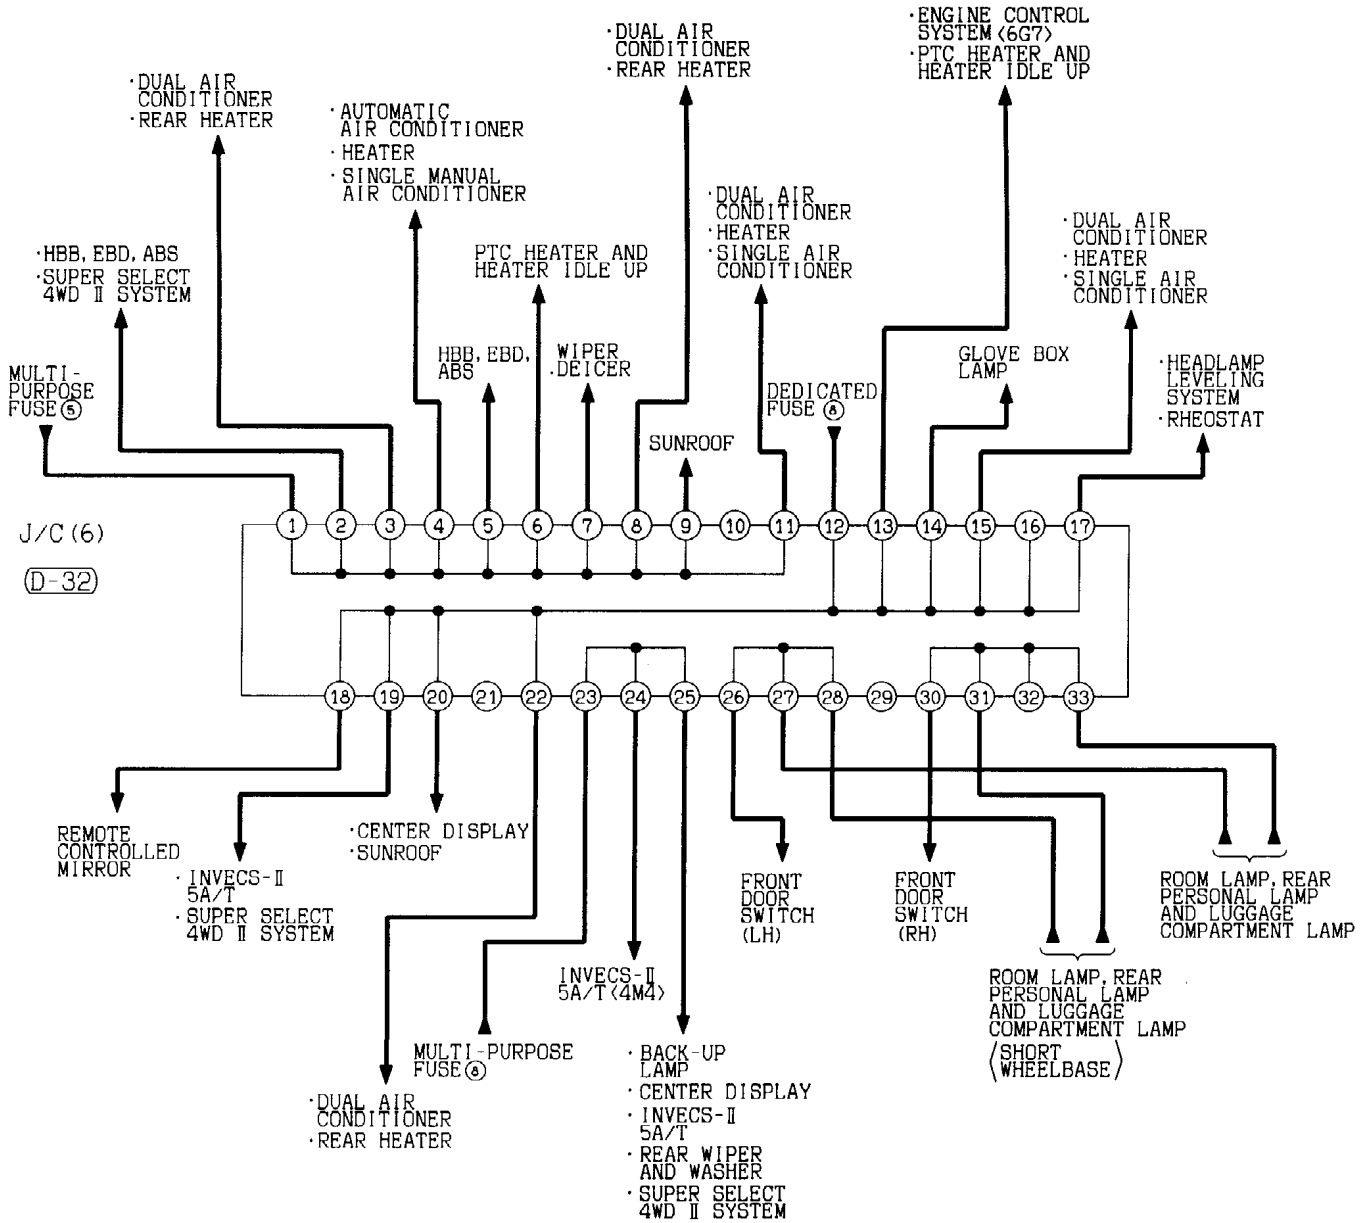 ·ENGINE CONTROL
SYSTEM〈6G7〉
·PTC HEATER AND
HEATER IDLE UP
·DUAL AIR
CONDITIONER
·REAR HEATER
·DUAL AIR
CONDITIONER
·REAR HEATER
·AUTOMATIC
AIR CONDITIONER
·HEATER
·SINGLE MANUAL
AIR CONDITIONER
·DUAL AIR
CONDITIONER
·HEATER
·SINGLE AIR
CONDITIONER
·DUAL AIR
CONDITIONER
·HEATER
·SINGLE AIR
CONDITIONER
·HBB, EBD, ABS
·SUPER SELECT
4WD Ⅱ SYSTEM
PTC HEATER AND
HEATER IDLE UP
HBB, EBD,
ABS
WIPER
DEICER
GLOVE BOX
LAMP
·HEADLAMP
LEVELING
SYSTEM
·RHEOSTAT
MULTI-
PURPOSE
FUSE⑤
DEDICATED
FUSE ⑧
SUNROOF
1 2 3 4 5 6 7 8 9 10 11 12 13 14 15 16 17
J/C(6)
D-32
18 19 20 21 22 23 24 25 26 27 28 29 30 31 32 33
REMOTE
CONTROLLED
MIRROR
·CENTER DISPLAY
·SUNROOF
·INVECS-Ⅱ
5A/T
·SUPER SELECT
4WD Ⅱ SYSTEM
FRONT
DOOR
SWITCH
(LH)
FRONT
DOOR
SWITCH
(RH)
ROOM LAMP, REAR
PERSONAL LAMP
AND LUGGAGE
COMPARTMENT LAMP
INVECS-Ⅱ
5A/T〈4M4〉
ROOM LAMP, REAR
PERSONAL LAMP
AND LUGGAGE
COMPARTMENT LAMP
〈SHORT
WHEELBASE〉
MULTI-PURPOSE
FUSE⑧
·BACK-UP
LAMP
·CENTER DISPLAY
·INVECS-Ⅱ
5A/T
·REAR WIPER
AND WASHER
·SUPER SELECT
4WD Ⅱ SYSTEM
·DUAL AIR
CONDITIONER
·REAR HEATER